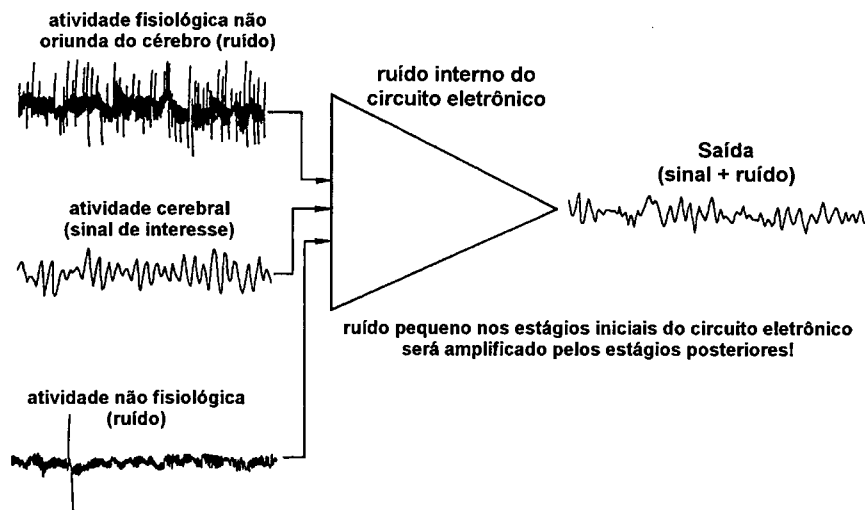 atividade fisiológica não
oriunda do cérebro (ruído)
ruído interno do
circuito eletrônico
Saída
(sinal + ruído)
atividade cerebral
(sinal de interesse)
ruído pequeno nos estágios iniciais do circuito eletrônico
será amplificado pelos estágios posteriores!
atividade não fisiológica
(ruído)